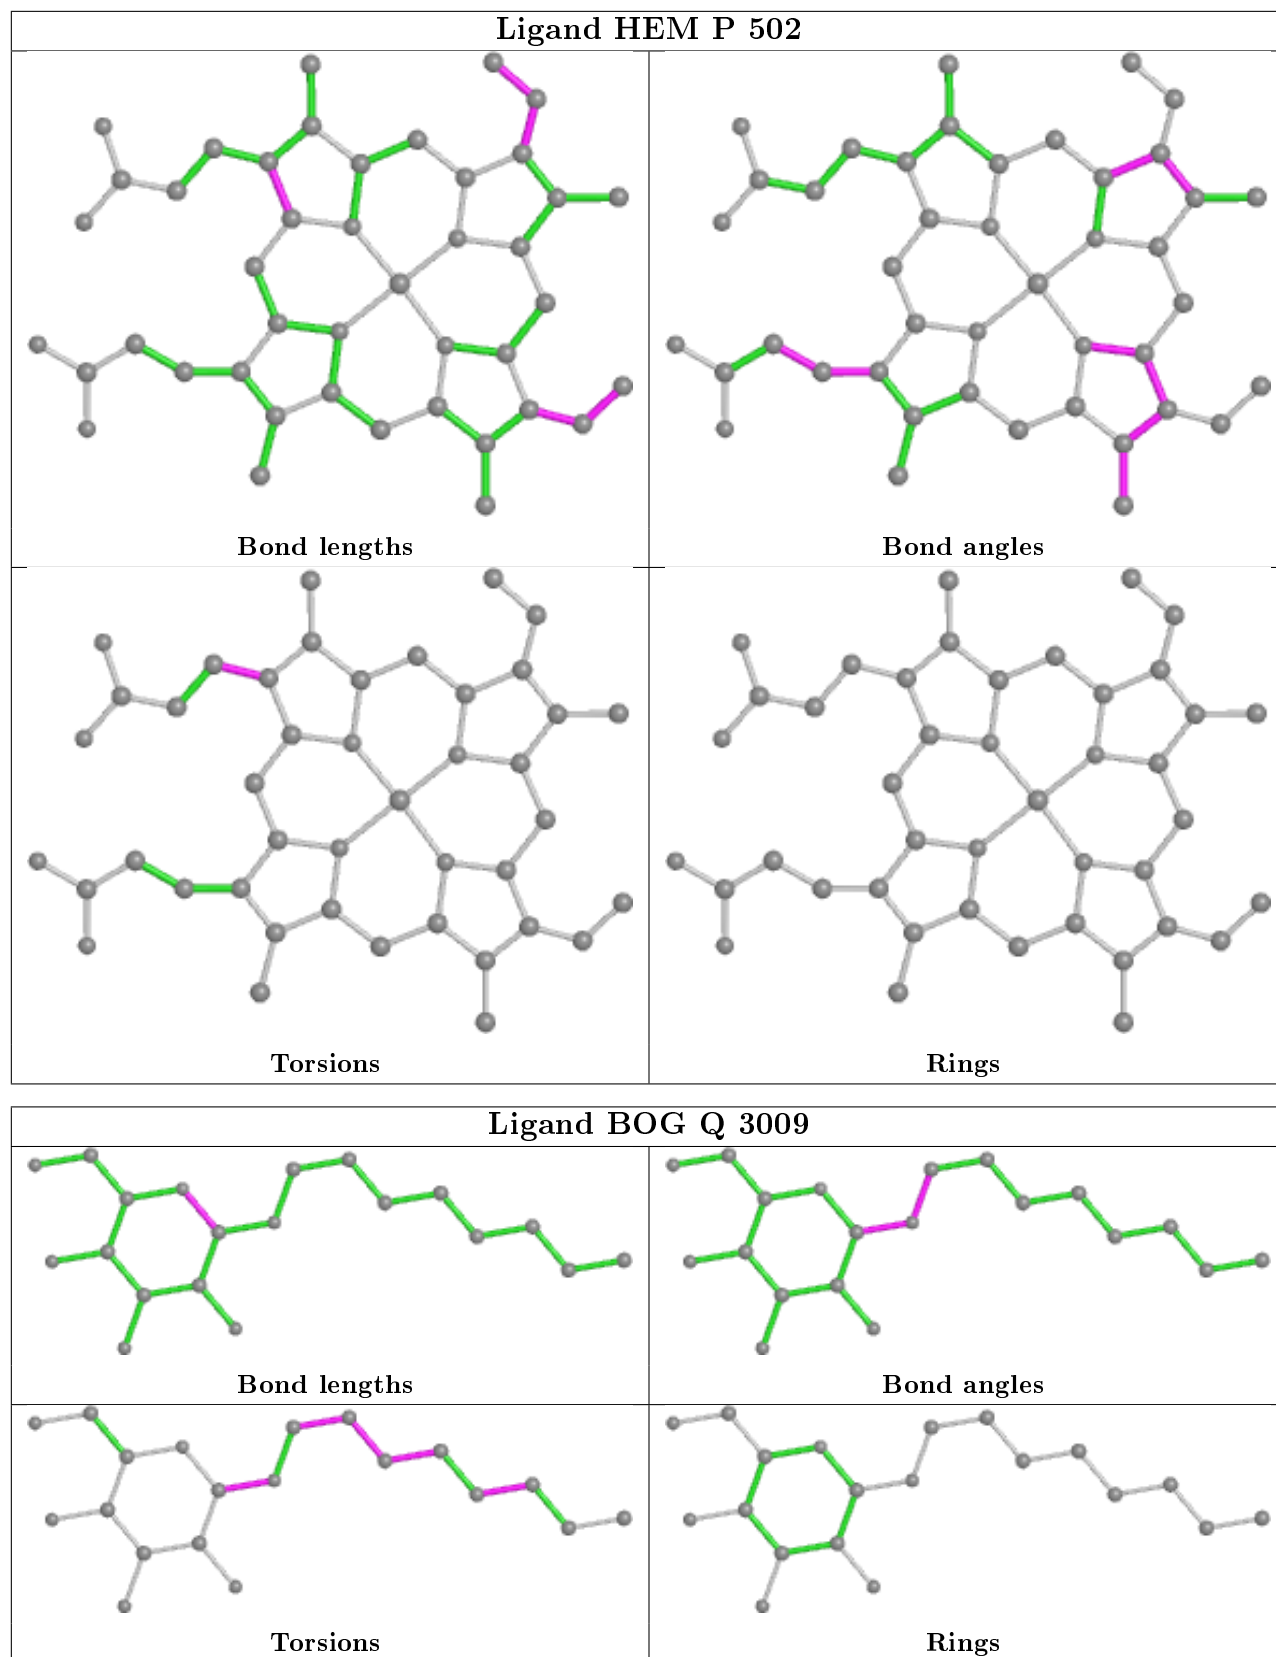 Ligand HEM P 502
Bond lengths
Bond angles
Torsions
Rings
Ligand BOG Q 3009
Bond lengths
Bond angles
Torsions
Rings